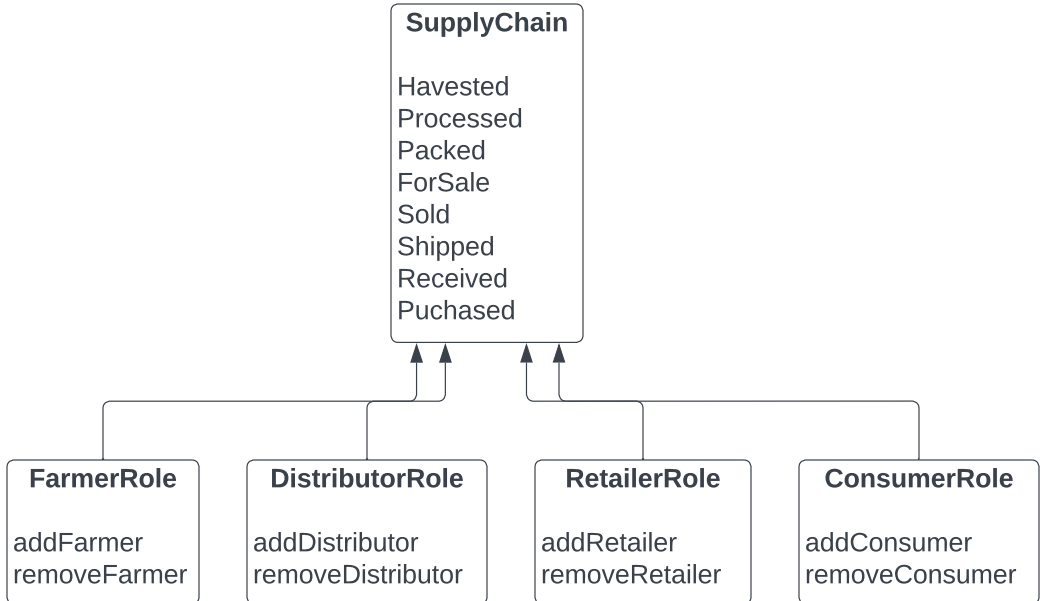 SupplyChain
Havested
Processed
Packed
ForSale
Sold
Shipped
Received
Puchased
FarmerRole
addFarmer
removeFarmer
DistributorRole
addDistributor
removeDistributor
RetailerRole
addRetailer
removeRetailer
ConsumerRole
addConsumer
removeConsumer